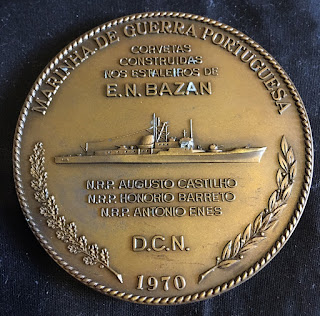 MARINHA DE GUERRA PORTUGUESA
CORVETAS
CONSTRUIDAS
NOS ESTALEIROS DE
E.N. BAZAN
N.R.P. AUGUSTO CASTILHO
N.R.P. HONORIO BARRETO
N.R.P. ANTONIO ENES
D.C.N.
1970